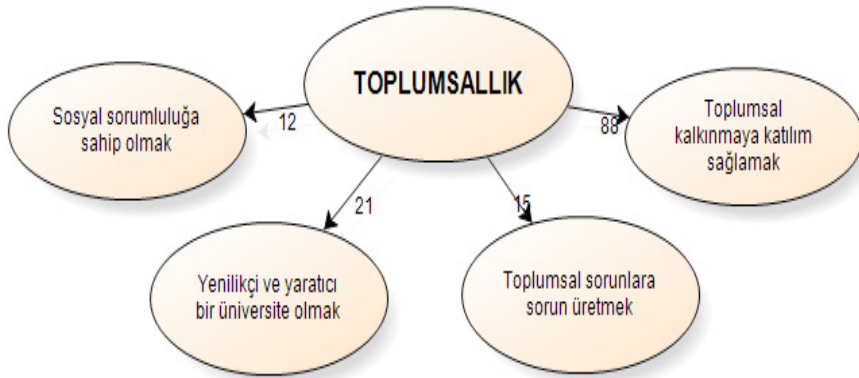 TOPLUMSALLIK
Sosyal sorumluluğa
sahip olmak
12
88
Toplumsal
kalkınmaya katılım
sağlamak
21
15
Yenilikçi ve yaratıcı
bir üniversite olmak
Toplumsal sorunlara
sorun üretmek